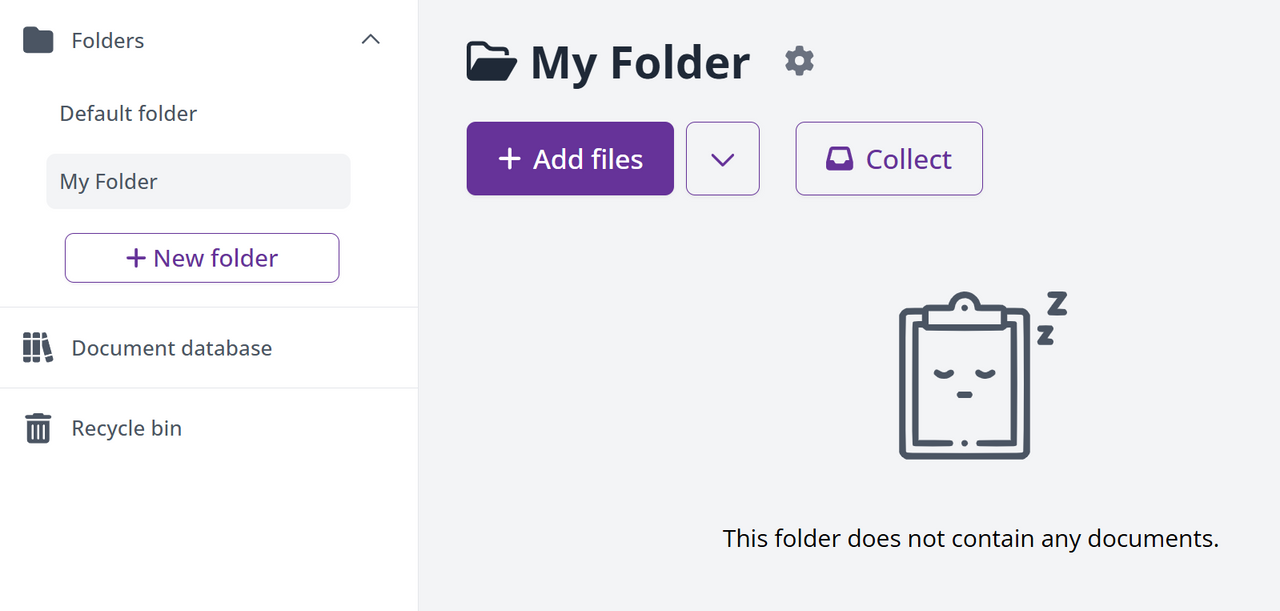 Folders
Default folder
My Folder
+ New folder
Document database
Recycle bin
My Folder
+ Add files
Collect
z
z
This folder does not contain any documents.